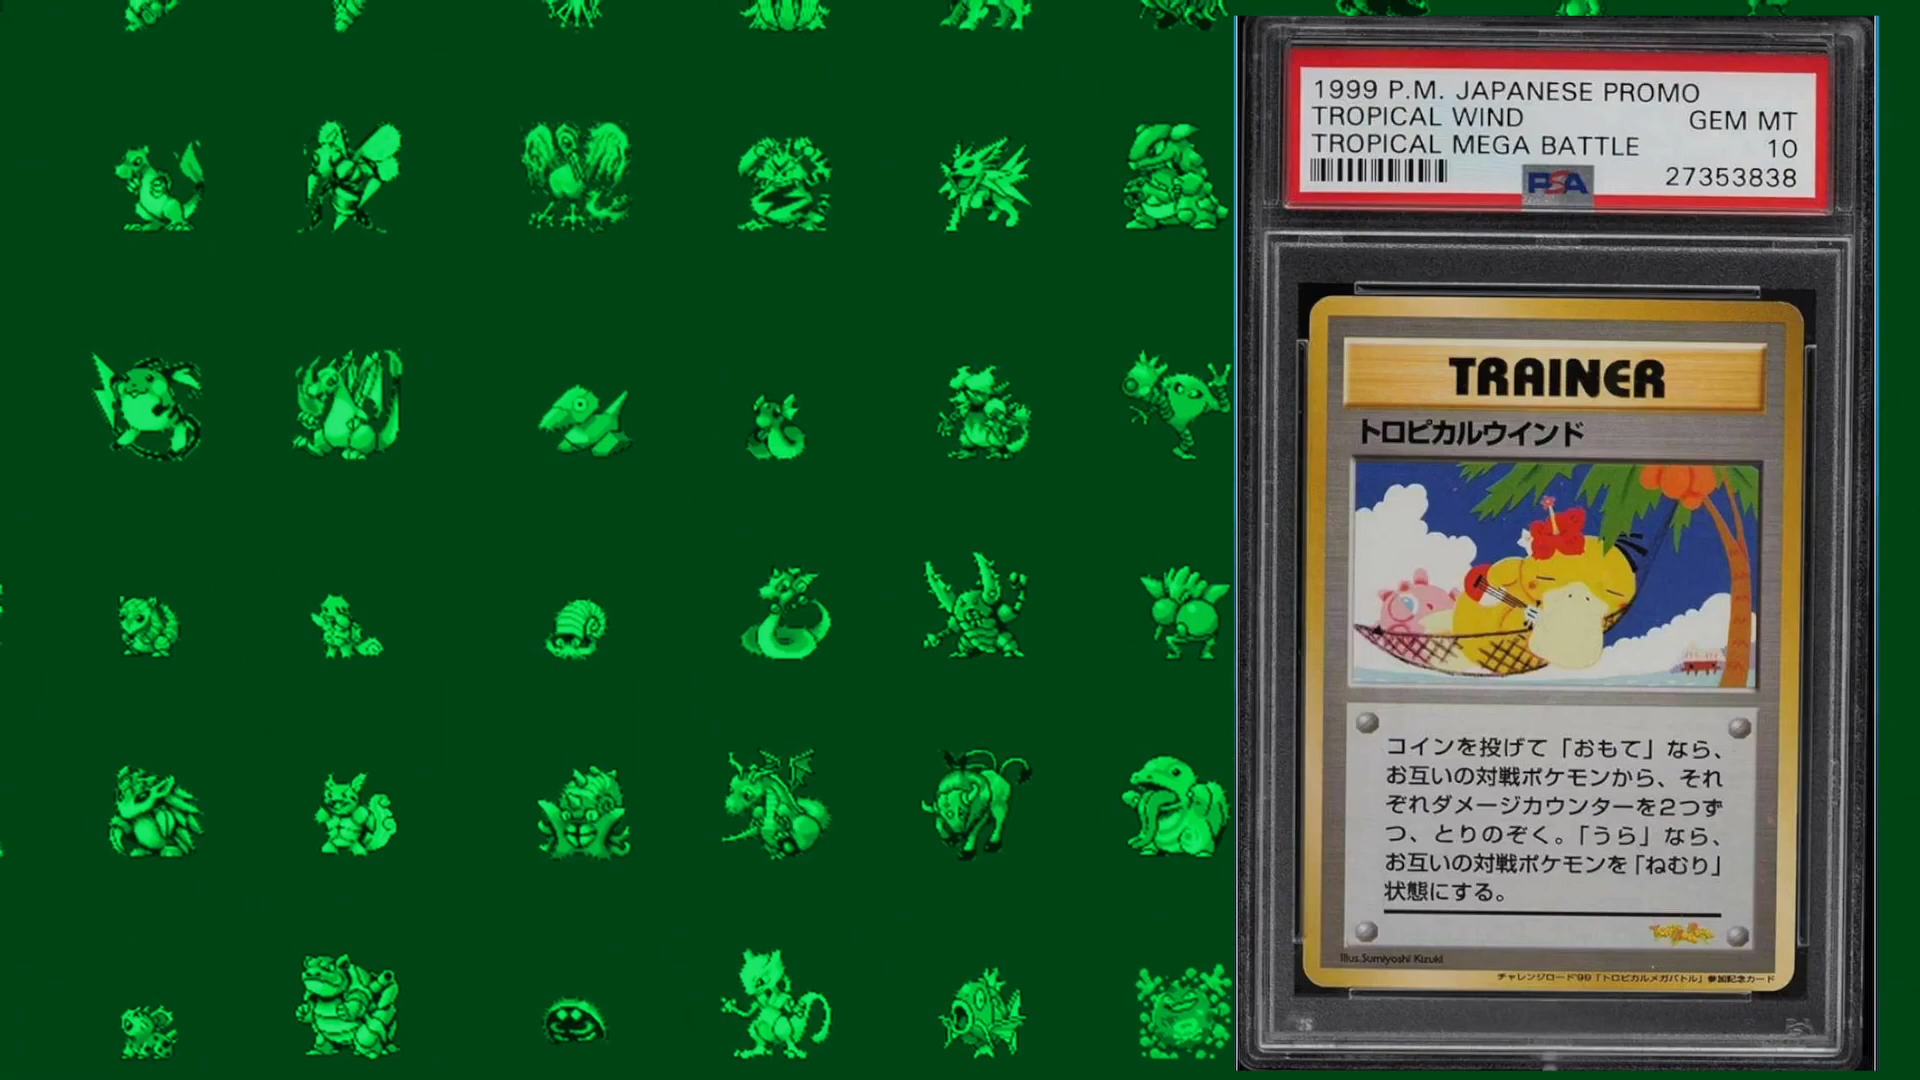 1999 P.M. JAPANESE PROMO
TROPICAL WIND
GEM MT
TROPICAL MEGA BATTLE
10
PSA
27353838
TRAINER
トロピカルウインド
コインを投げて「おもて」なら、
お互いの対戦ポケモンから、それ
ぞれダメージカウンターを2つず
つ、とりのぞく。「うら」なら、
お互いの対戦ポケモンを「ねむり」
状態にする。
Illus.Sumiyoshi Kizuki
チャレンジロード'99「トロピカルメガバトル」参加記念カード